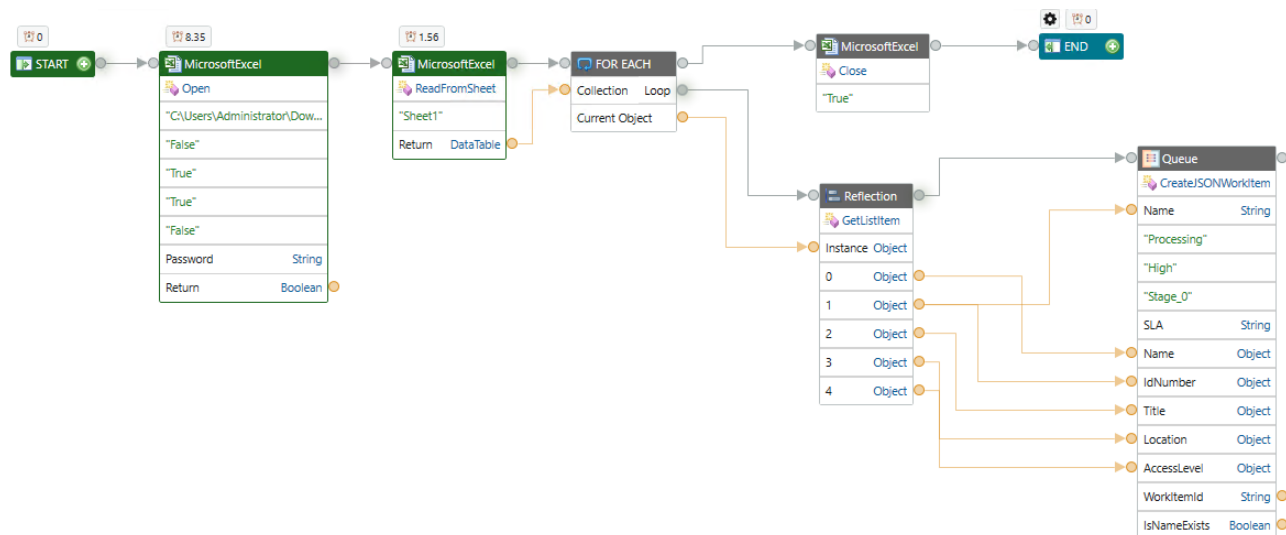 0
START
8.35
MicrosoftExcel
Open
"C:\Users\Administrator\Dow...
"False"
"True"
"True"
"False"
Password String
Return Boolean
1.56
MicrosoftExcel
ReadFromSheet
"Sheet1"
Return DataTable
FOR EACH
Collection Loop
Current Object
MicrosoftExcel
Close
"True"
0
END
Reflection
GetListItem
Instance Object
0 Object
1 Object
2 Object
3 Object
4 Object
Queue
CreateJSONWorkItem
Name String
"Processing"
"High"
"Stage_0"
SLA String
Name Object
IdNumber Object
Title Object
Location Object
AccessLevel Object
WorkItemId String
IsNameExists Boolean